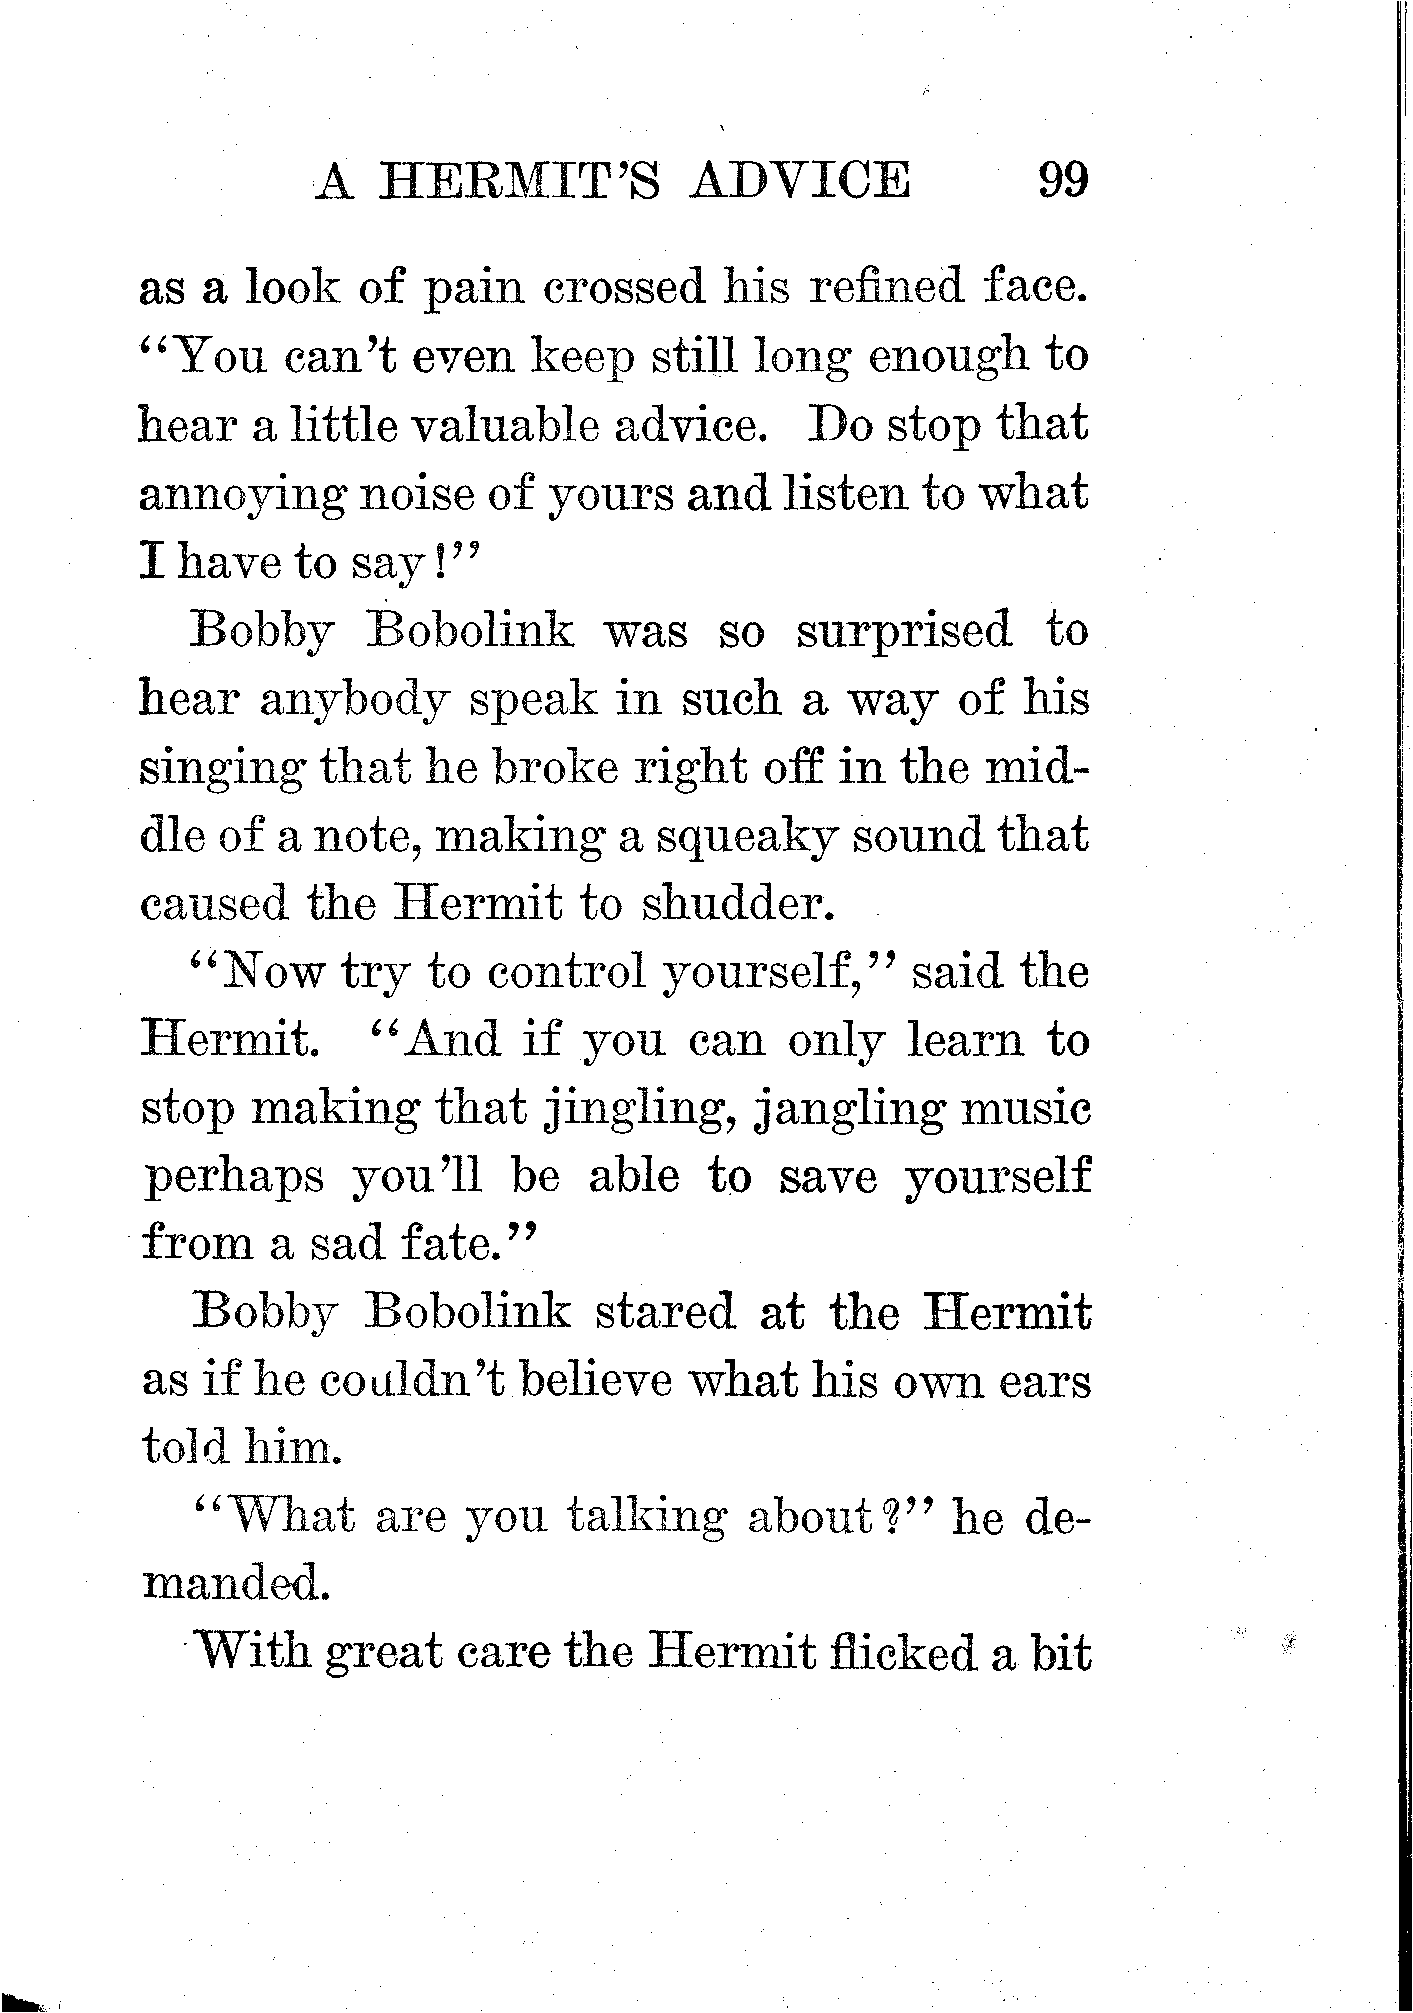 A HERMIT'S ADVICE 99
as a look of pain crossed his refined face.
"You can't even keep still long enough to
hear a little valuable advice. Do stop that
annoying noise of yours and listen to what
I have to say!"
Bobby Bobolink was so surprised to
hear anybody speak in such a way of his
singing that he broke right off in the mid-
dle of a note, making a squeaky sound that
caused the Hermit to shudder.
"Now try to control yourself," said the
Hermit. "And if you can only learn to
stop making that jingling, jangling music
perhaps you'll be able to save yourself
from a sad fate."
Bobby Bobolink stared at the Hermit
as if he couldn't believe what his own ears
told him.
"What are you talking about?" he de-
manded.
With great care the Hermit flicked a bit